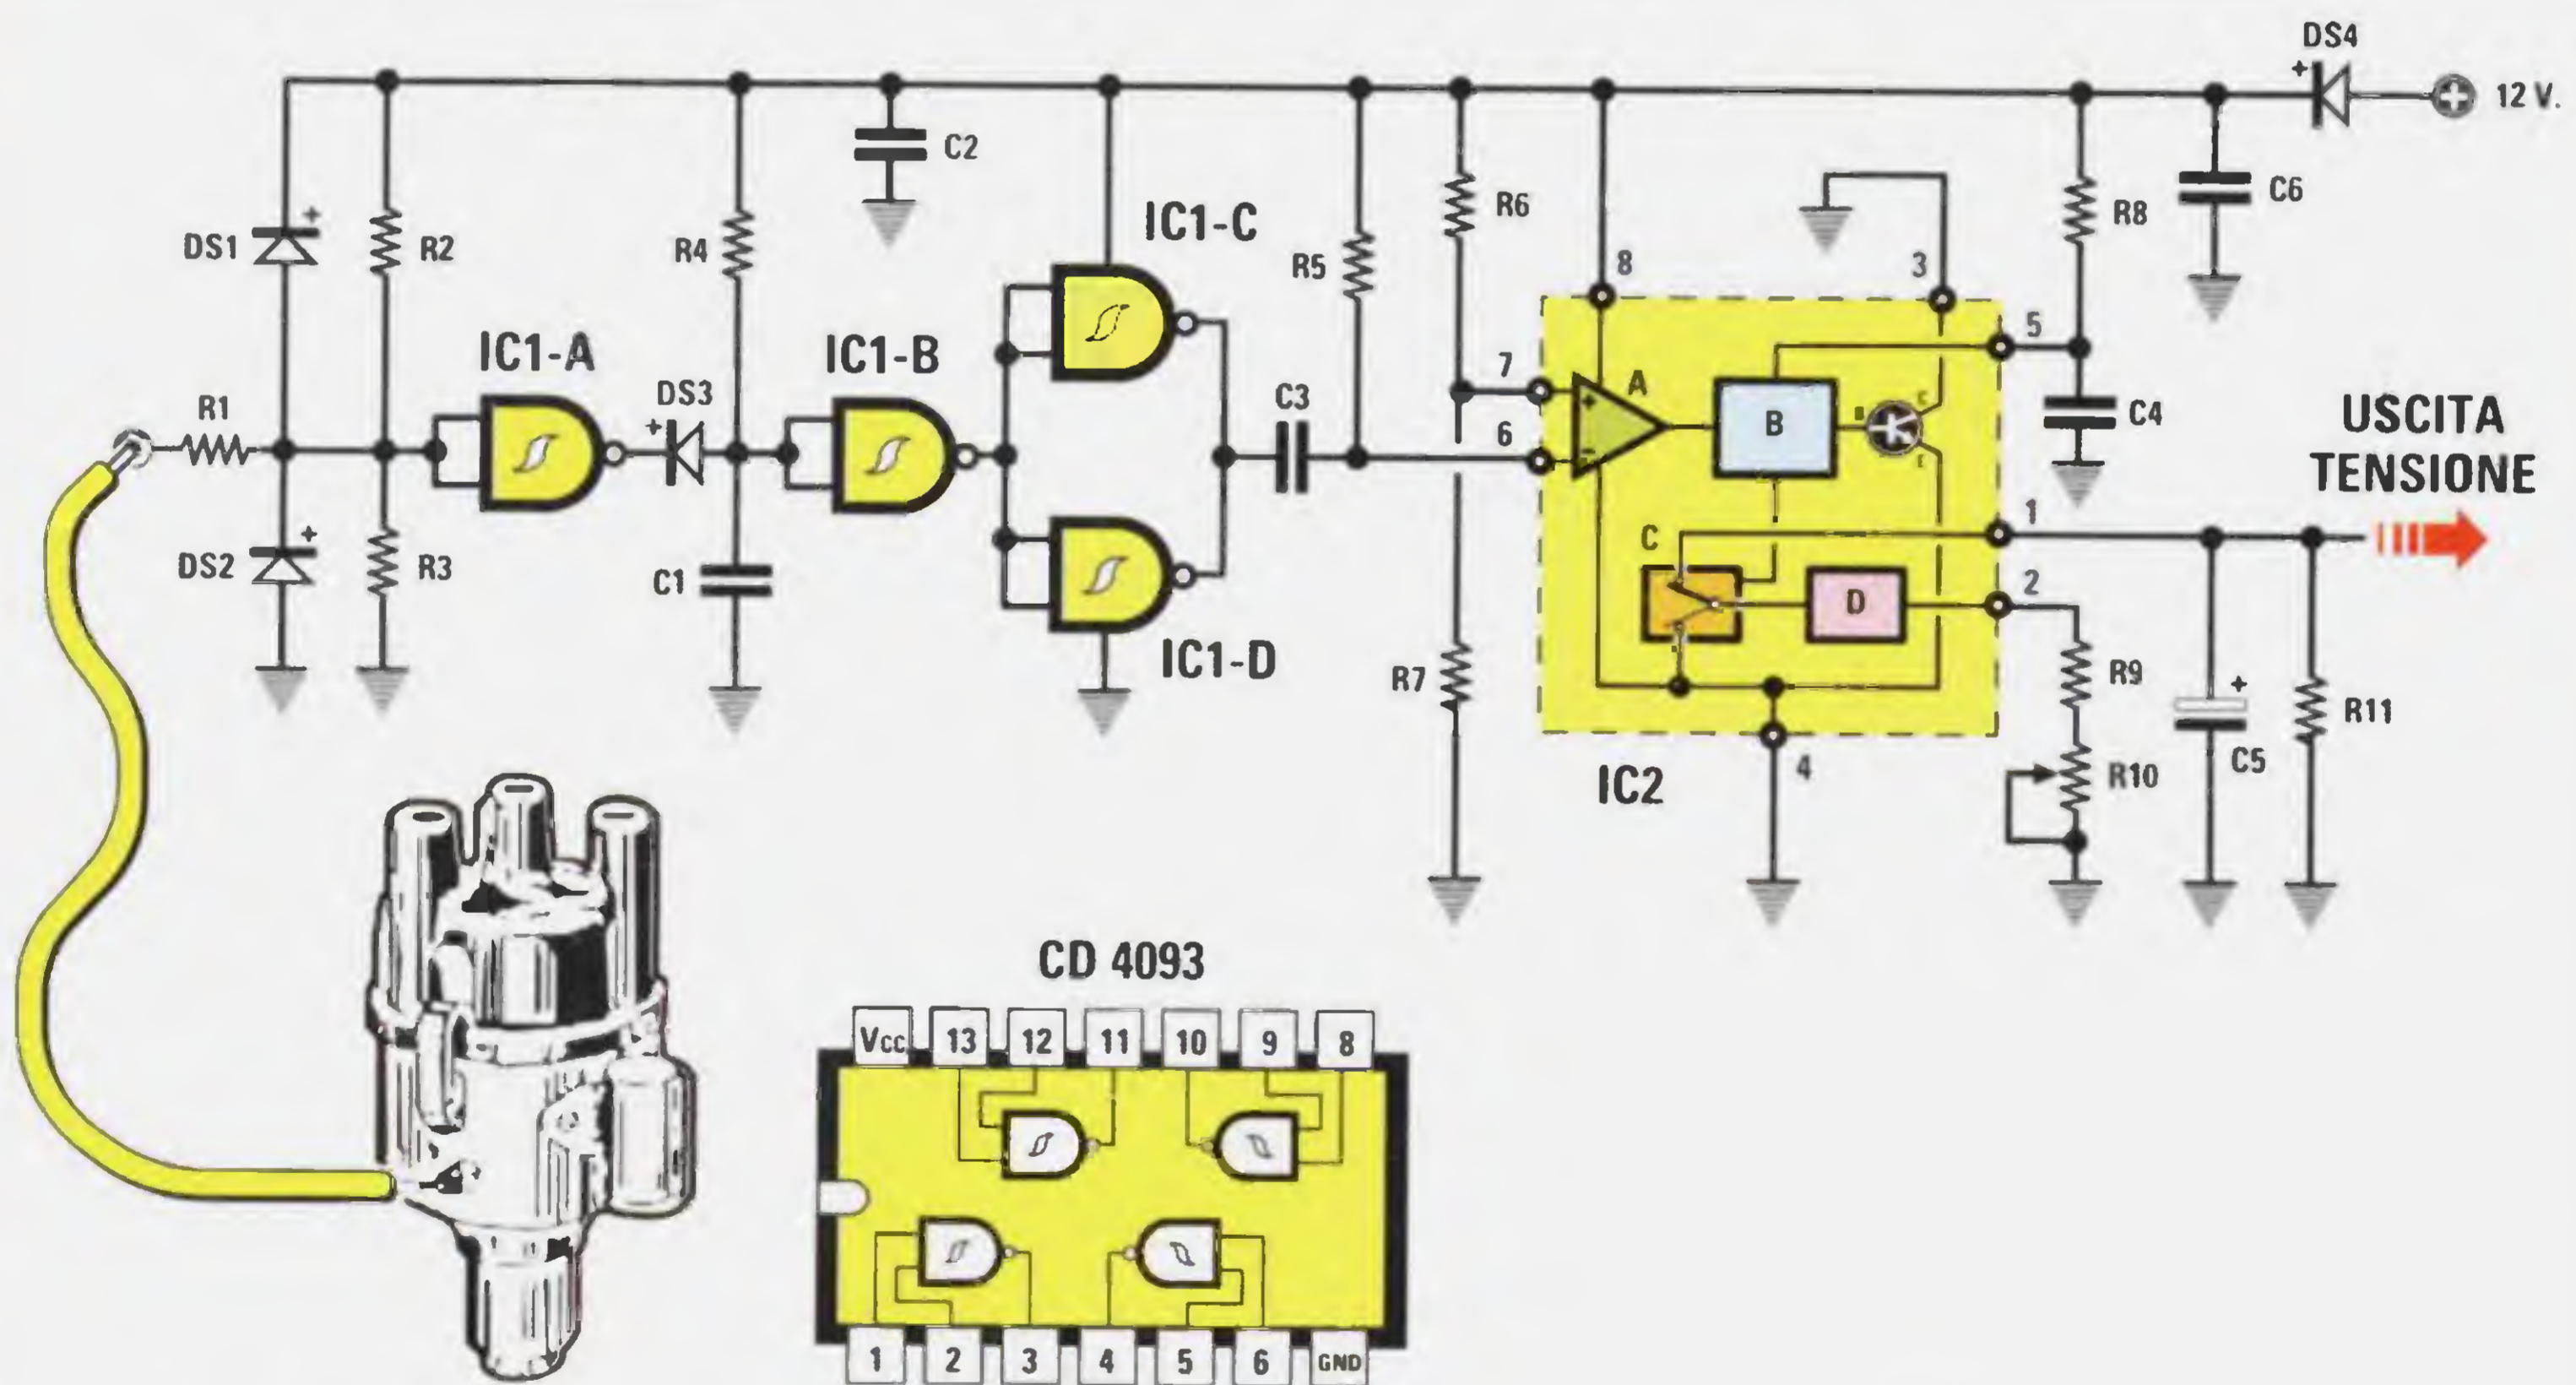 DS4
+
12 V.
C2
R6
C6
R8
DS1
+
R2
R4
IC1-C
R5
8
3
5
IC1-A
IC1-B
7
A
R1
DS3
+
C3
6
+
-
B
B
C
E
C4
USCITA
TENSIONE
DS2
+
R3
C1
C
1
D
2
IC1-D
R7
R9
+
R11
C5
IC2
4
R10
CD 4093
Vcc
13
12
11
10
9
8
1
2
3
4
5
6
GND